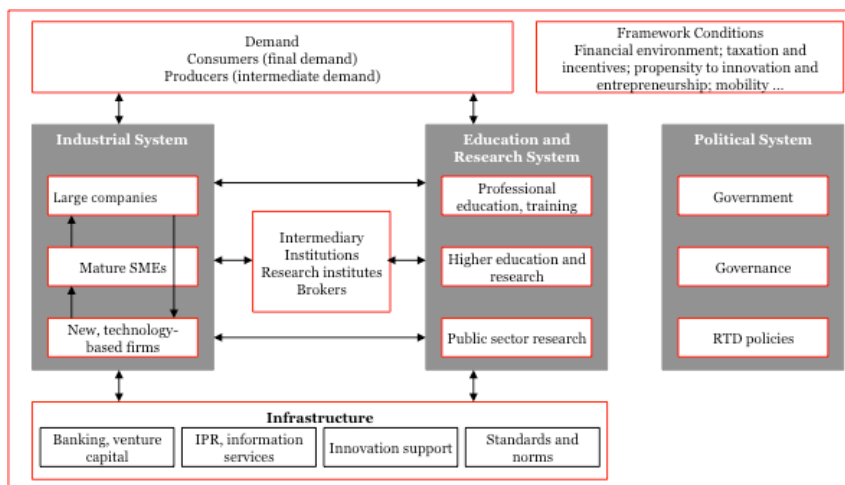 Demand
Consumers (final demand)
Producers (intermediate demand)
Framework Conditions
Financial environment; taxation and
incentives; propensity to innovation and
entrepreneurship; mobility ...
Industrial System
Large companies
Mature SMEs
New, technology-
based firms
Intermediary
Institutions
Research institutes
Brokers
Education and
Research System
Professional
education, training
Higher education and
research
Public sector research
Political System
Government
Governance
RTD policies
Infrastructure
Banking, venture
capital
IPR, information
services
Innovation support
Standards and
norms